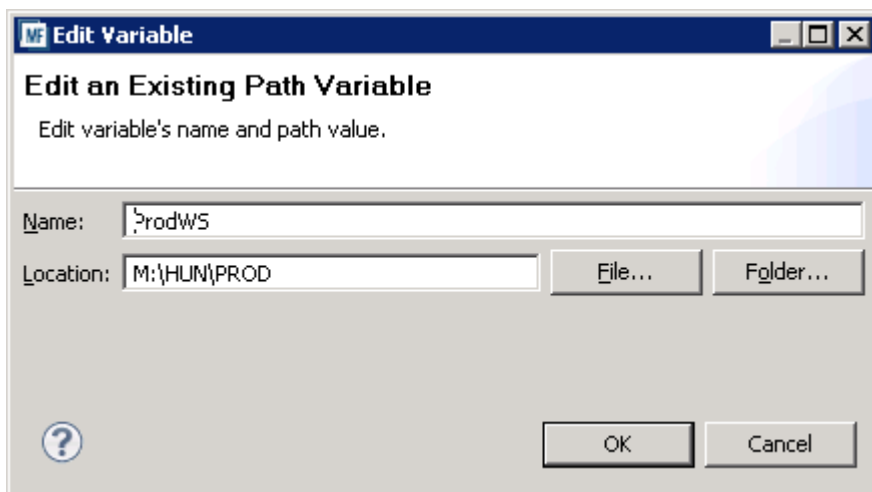 MF Edit Variable
Edit an Existing Path Variable
Edit variable's name and path value.
Name: ProdWS
Location: M:\HUN\PROD File... Folder...
? OK Cancel